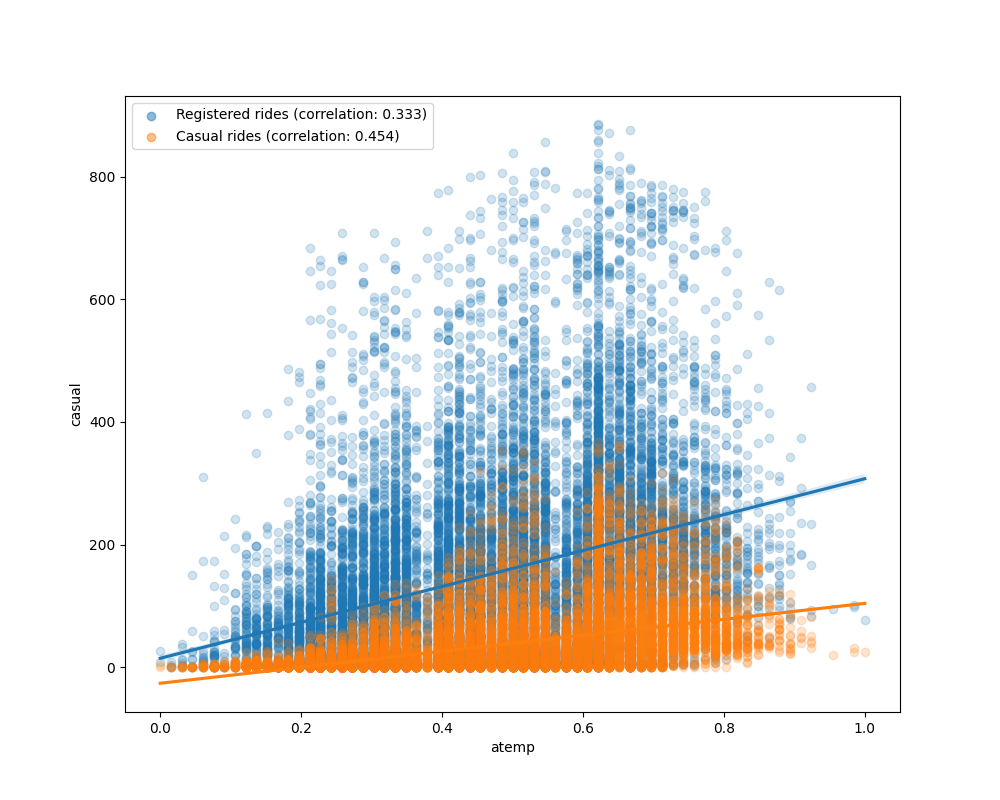 Registered rides (correlation: 0.333)
Casual rides (correlation: 0.454)
800
600
400
200
0
casual
0.0 0.2 0.4 0.6 0.8 1.0
atemp